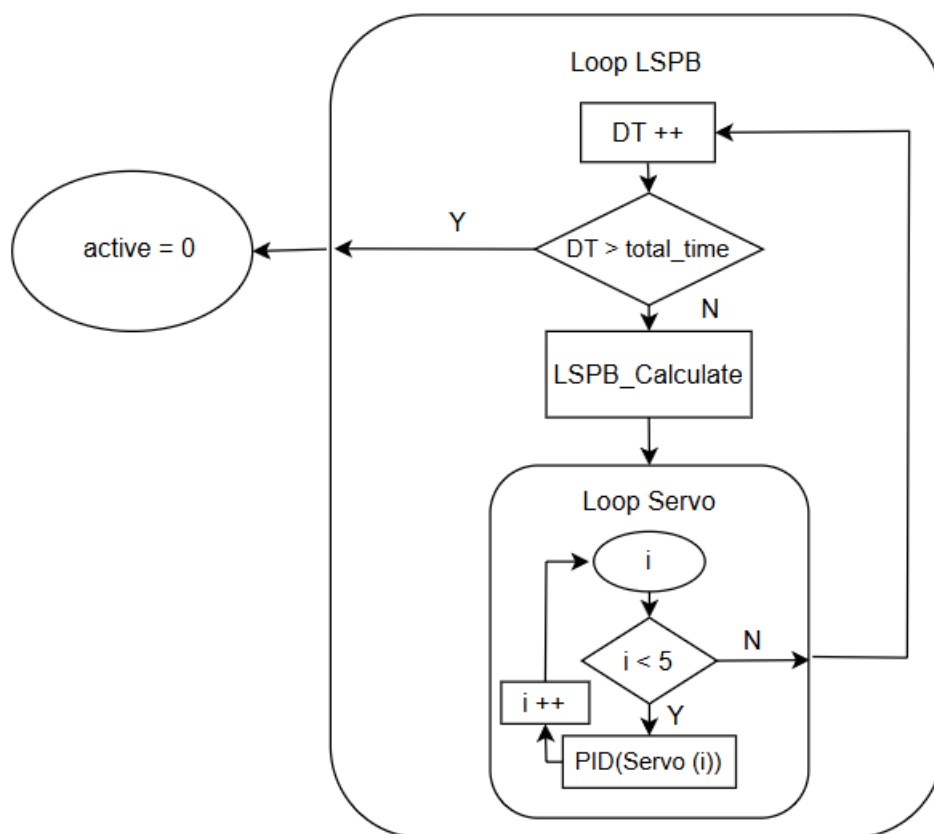 Loop LSPB
DT ++
Y
active = 0
DT > total_time
N
LSPB_Calculate
Loop Servo
i
N
i < 5
i ++
Y
PID(Servo (i))